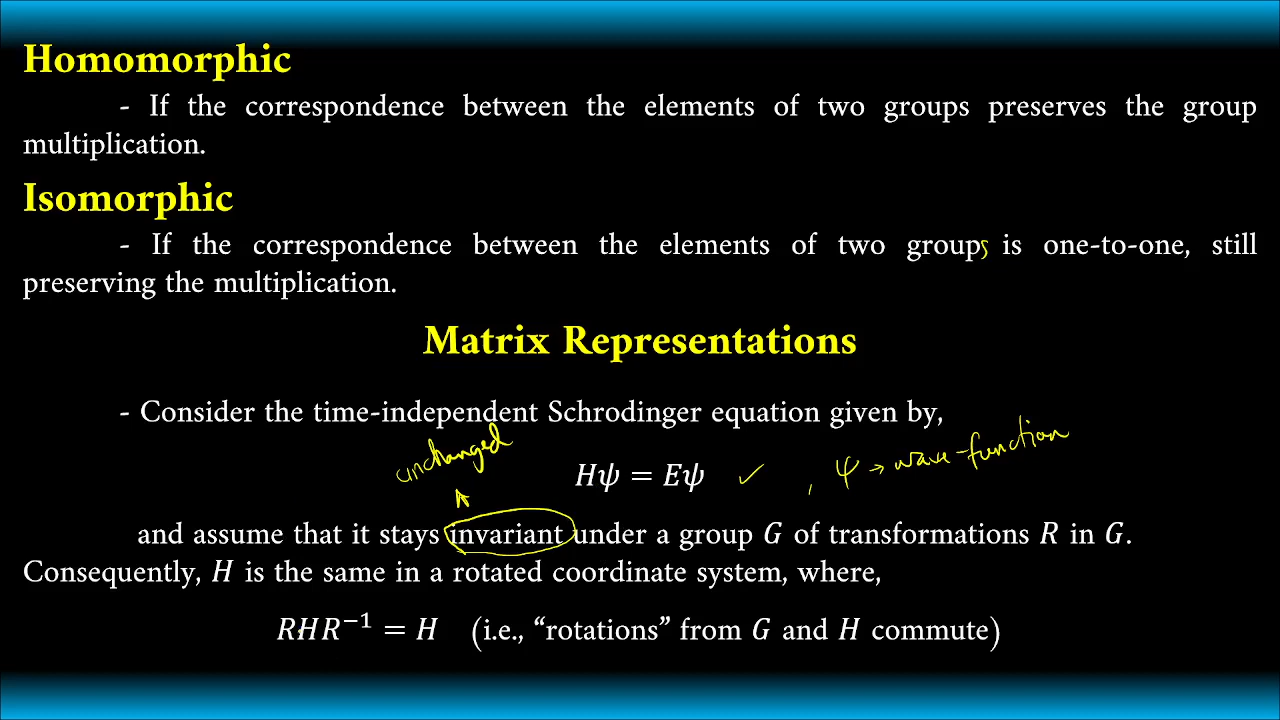 Homomorphic
- If the correspondence between the elements of two groups preserves the group
multiplication.
Isomorphic
- If the correspondence between the elements of two groups is one-to-one, still
preserving the multiplication.
Matrix Representations
- Consider the time-independent Schrodinger equation given by,
unchanged
Hψ = Eψ ✓ , ψ → wave-function
and assume that it stays invariant under a group G of transformations R in G.
Consequently, H is the same in a rotated coordinate system, where,
RHR⁻¹ = H (i.e., “rotations” from G and H commute)